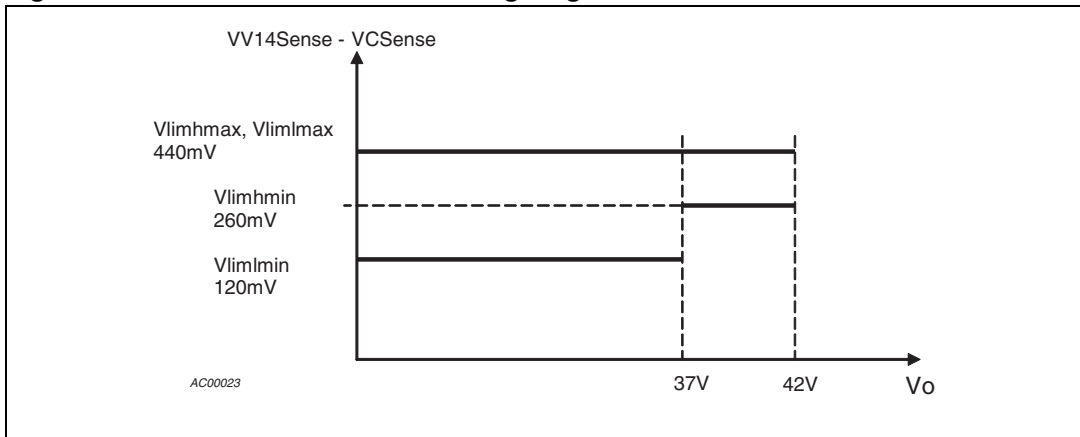 VV14Sense - VCSense
Vlimhmax, Vlimlmax
440mV
Vlimhmin
260mV
Vlimlmin
120mV
37V
42V
Vo
AC00023